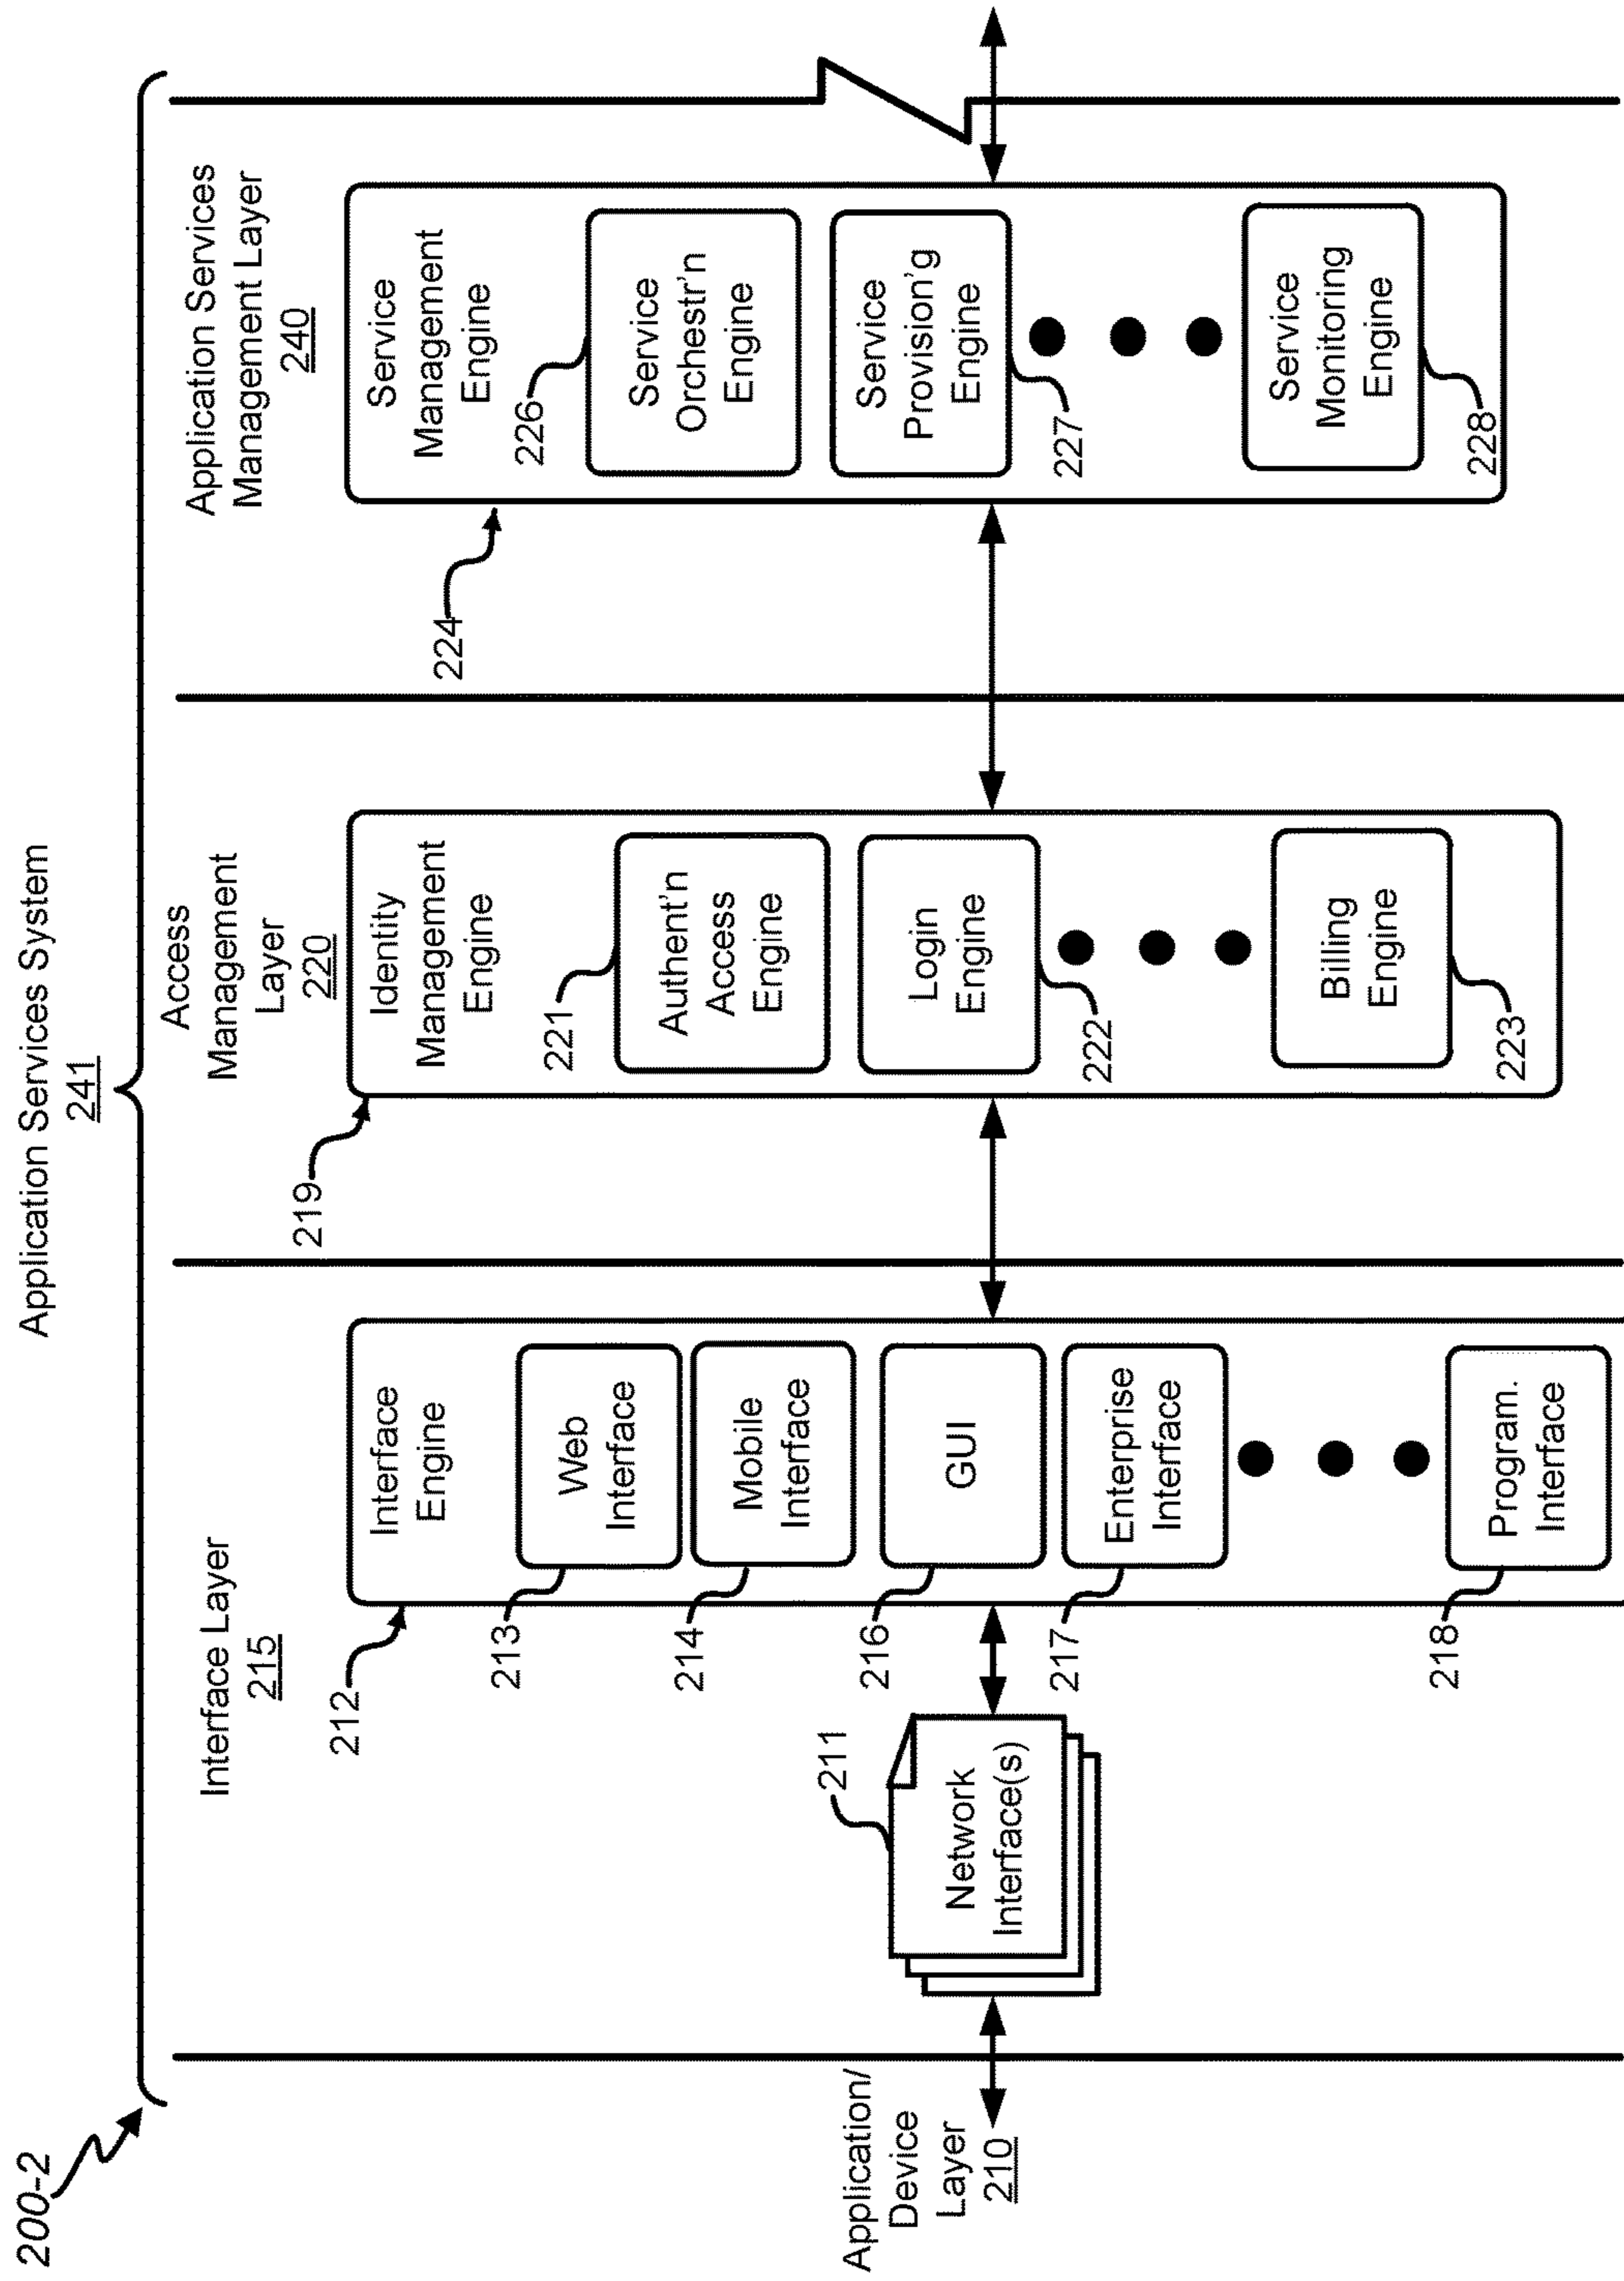 200-2
Application Services System
241
Application/
Device
Layer
210
Interface Layer
215
211
Network
Interface(s)
212
Interface
Engine
213
Web
Interface
214
Mobile
Interface
216
GUI
217
Enterprise
Interface
218
Program.
Interface
Access
Management
Layer
220
219
Identity
Management
Engine
221
Authent'n
Access
Engine
222
Login
Engine
223
Billing
Engine
Application Services
Management Layer
240
224
Service
Management
Engine
226
Service
Orchestr'n
Engine
227
Service
Provision'g
Engine
228
Service
Monitoring
Engine